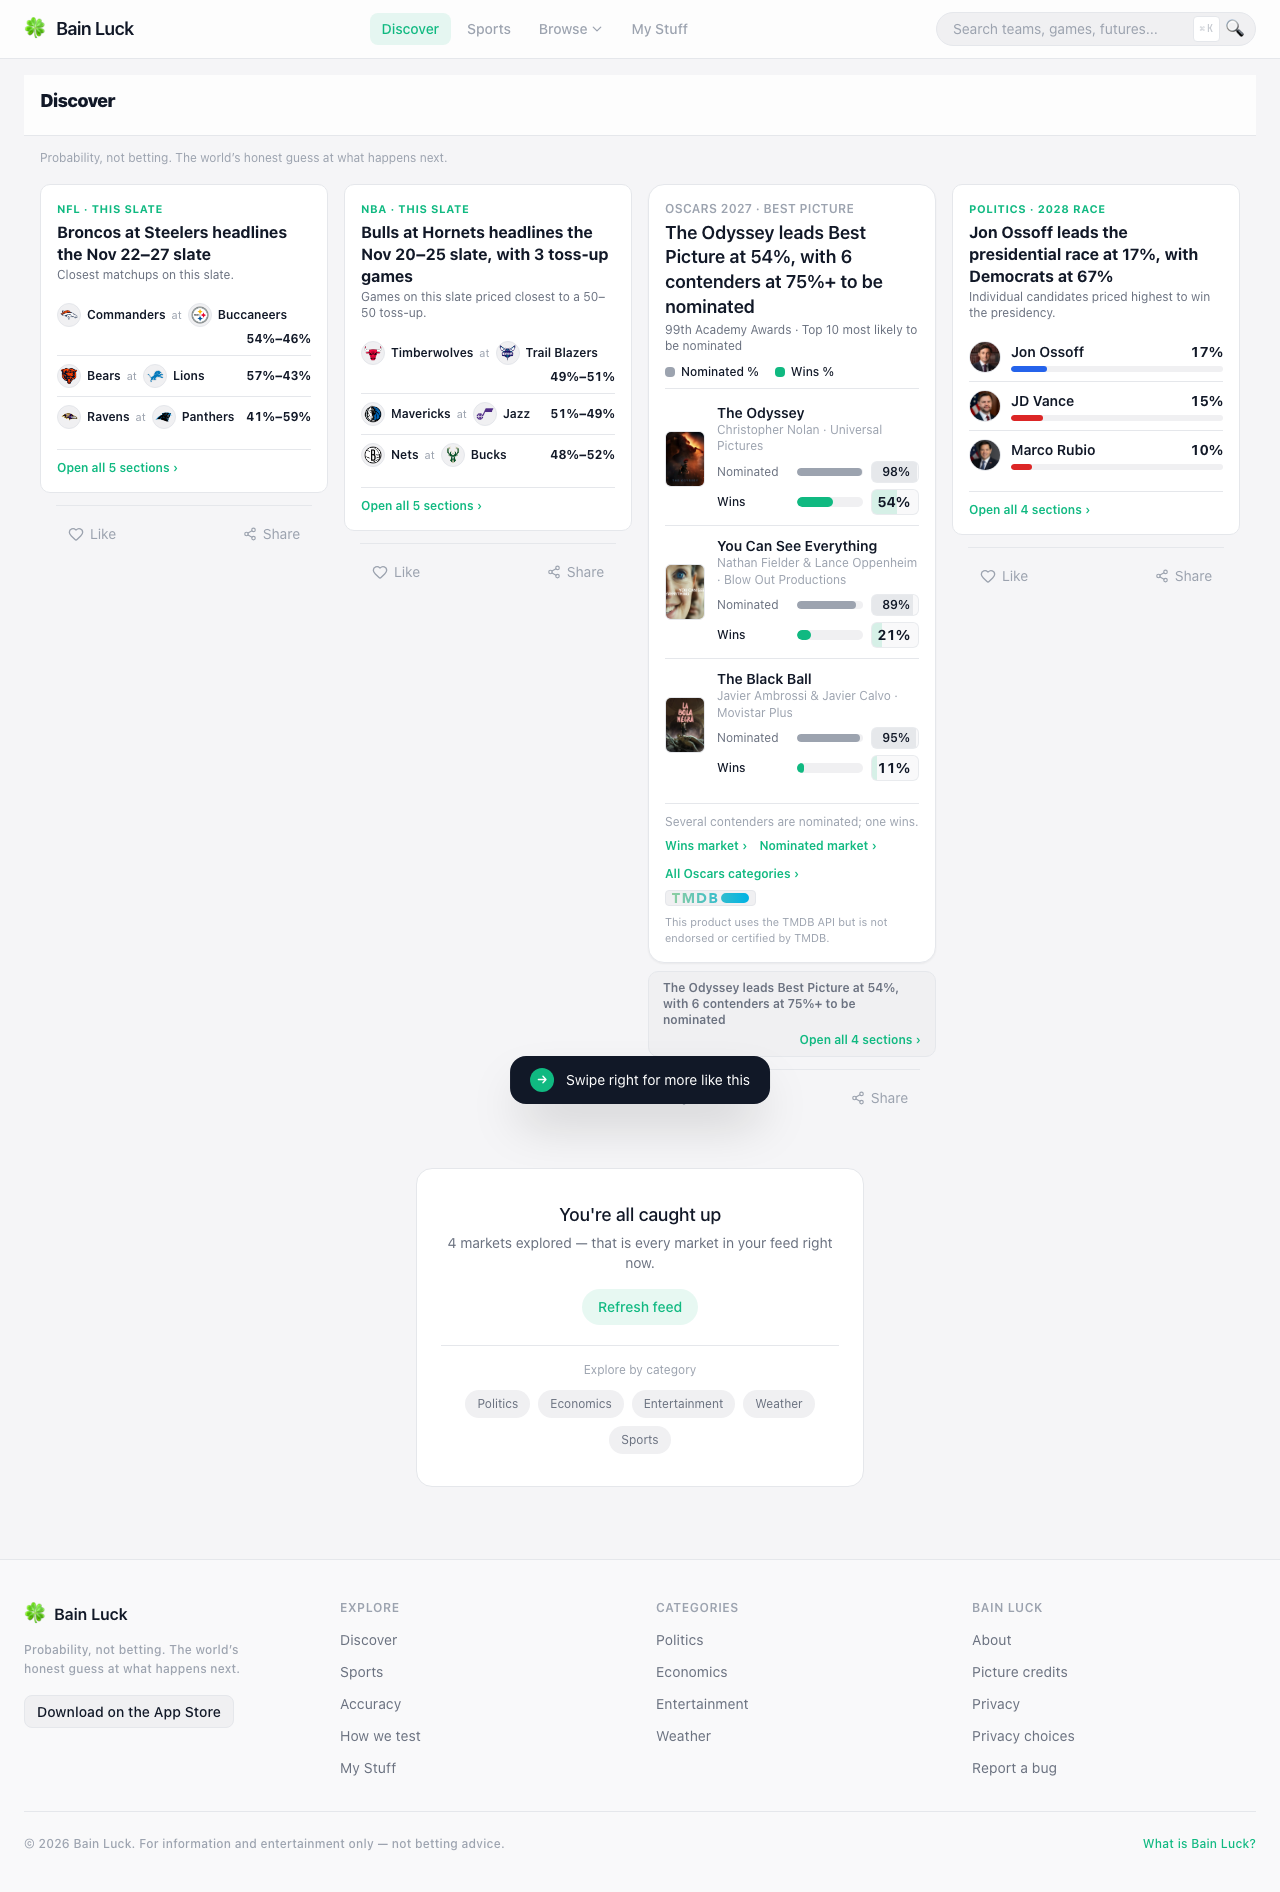 Bain Luck
Discover
Sports
Browse
My Stuff
Search teams, games, futures...
⌘K
Discover
Probability, not betting. The world's honest guess at what happens next.
NFL · THIS SLATE
Broncos at Steelers headlines
the Nov 22–27 slate
Closest matchups on this slate.
Commanders at Buccaneers
54%–46%
Bears at Lions 57%–43%
Ravens at Panthers 41%–59%
Open all 5 sections ›
Like
Share
NBA · THIS SLATE
Bulls at Hornets headlines the
Nov 20–25 slate, with 3 toss-up
games
Games on this slate priced closest to a 50–
50 toss-up.
Timberwolves at Trail Blazers
49%–51%
Mavericks at Jazz 51%–49%
Nets at Bucks 48%–52%
Open all 5 sections ›
Like
Share
OSCARS 2027 · BEST PICTURE
The Odyssey leads Best
Picture at 54%, with 6
contenders at 75%+ to be
nominated
99th Academy Awards · Top 10 most likely to
be nominated
Nominated % Wins %
The Odyssey
Christopher Nolan · Universal
Pictures
Nominated 98%
Wins 54%
You Can See Everything
Nathan Fielder & Lance Oppenheim
· Blow Out Productions
Nominated 89%
Wins 21%
LA
BOLA
NEGRA
The Black Ball
Javier Ambrossi & Javier Calvo ·
Movistar Plus
Nominated 95%
Wins 11%
Several contenders are nominated; one wins.
Wins market › Nominated market ›
All Oscars categories ›
TMDB
This product uses the TMDB API but is not
endorsed or certified by TMDB.
The Odyssey leads Best Picture at 54%,
with 6 contenders at 75%+ to be
nominated
Open all 4 sections ›
Share
POLITICS · 2028 RACE
Jon Ossoff leads the
presidential race at 17%, with
Democrats at 67%
Individual candidates priced highest to win
the presidency.
Jon Ossoff 17%
JD Vance 15%
Marco Rubio 10%
Open all 4 sections ›
Like
Share
Swipe right for more like this
You're all caught up
4 markets explored — that is every market in your feed right
now.
Refresh feed
Explore by category
Politics
Economics
Entertainment
Weather
Sports
Bain Luck
Probability, not betting. The world's
honest guess at what happens next.
Download on the App Store
EXPLORE
Discover
Sports
Accuracy
How we test
My Stuff
CATEGORIES
Politics
Economics
Entertainment
Weather
BAIN LUCK
About
Picture credits
Privacy
Privacy choices
Report a bug
© 2026 Bain Luck. For information and entertainment only — not betting advice.
What is Bain Luck?